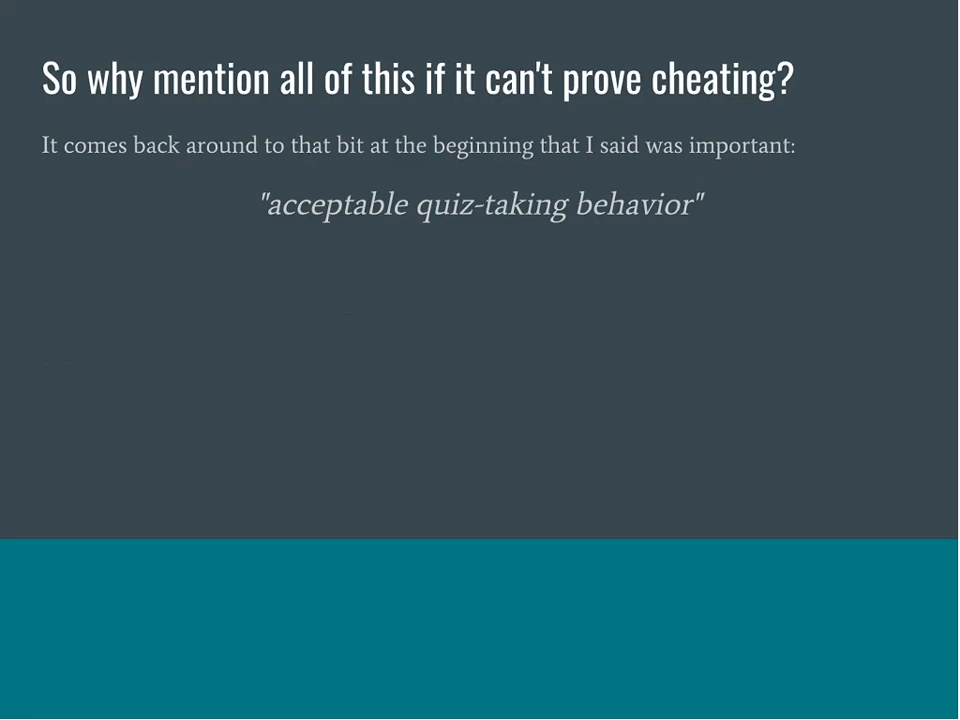 So why mention all of this if it can't prove cheating?
It comes back around to that bit at the beginning that I said was important:
"acceptable quiz-taking behavior"